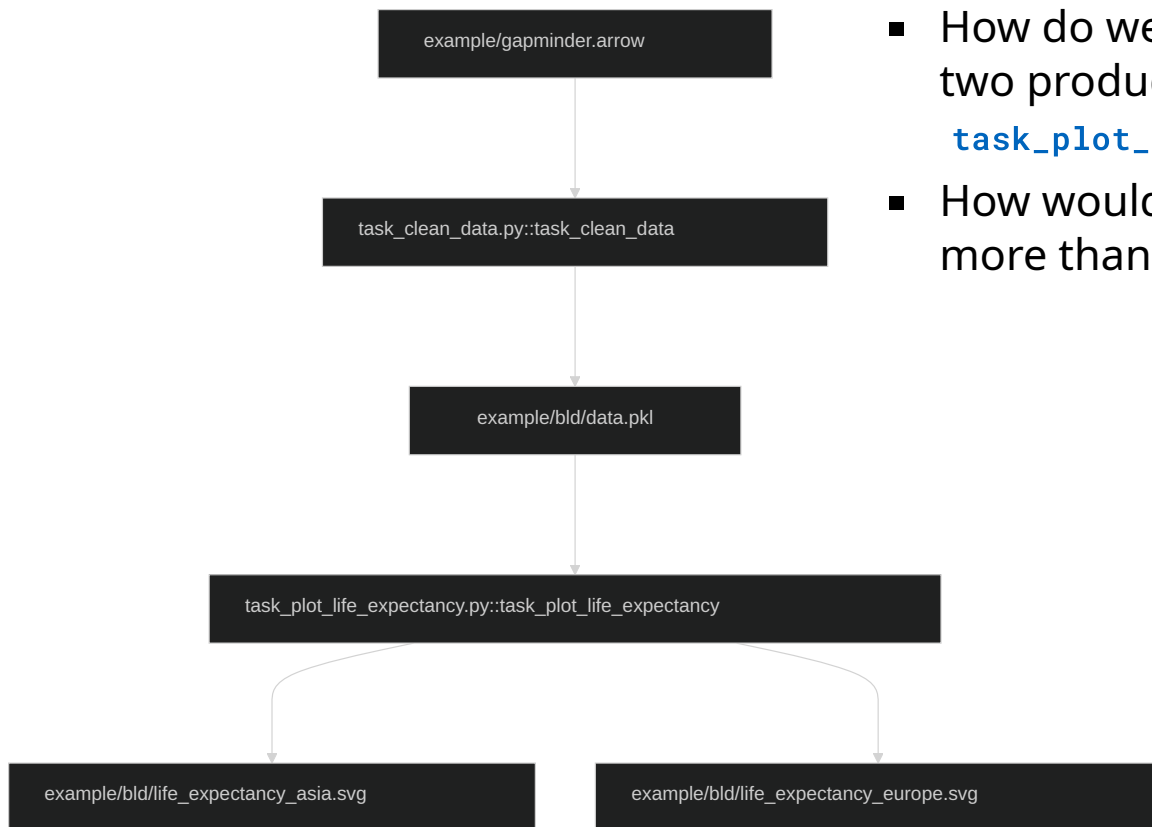 example/gapminder.arrow
task_clean_data.py::task_clean_data
example/bld/data.pkl
task_plot_life_expectancy.py::task_plot_life_expectancy
example/bld/life_expectancy_asia.svg
example/bld/life_expectancy_europe.svg
How do we
two produ
task_plot_
How would
more than